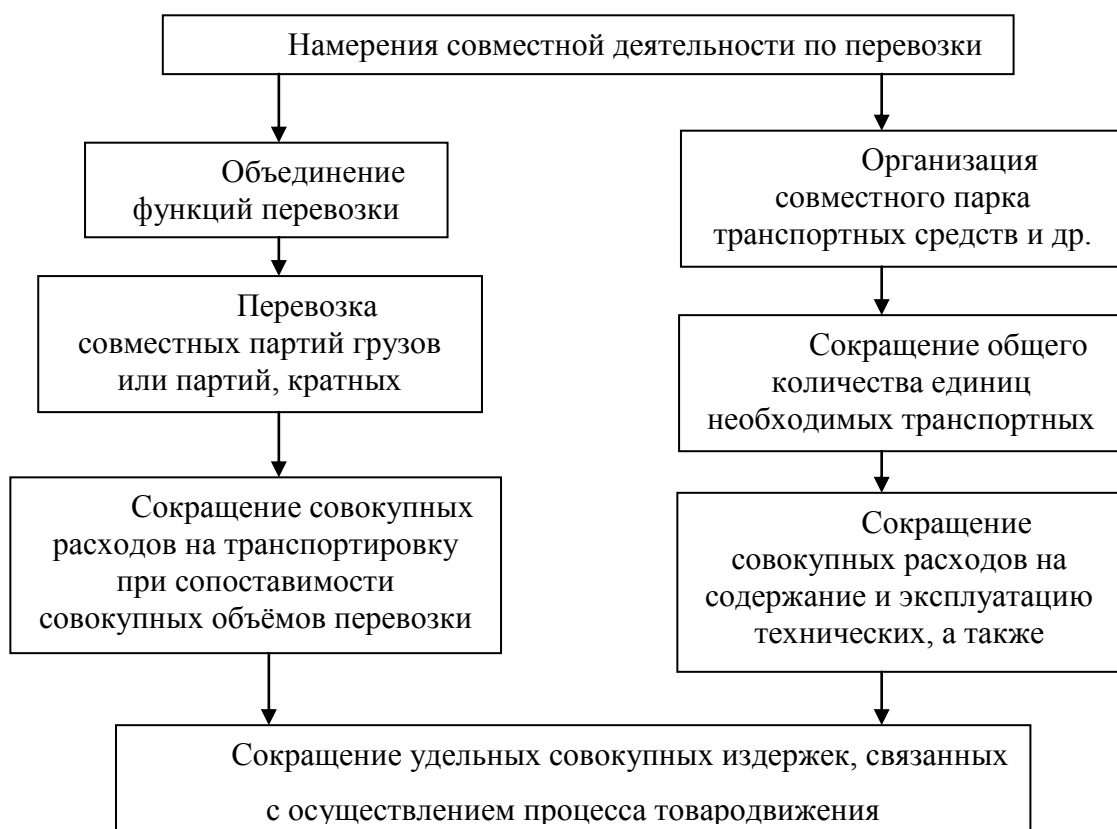 Намерения совместной деятельности по перевозки
Объединение
функций перевозки
Перевозка
совместных партий грузов
или партий, кратных
Сокращение совокупных
расходов на транспортировку
при сопоставимости
совокупных объёмов перевозки
Организация
совместного парка
транспортных средств и др.
Сокращение общего
количества единиц
необходимых транспортных
Сокращение
совокупных расходов на
содержание и эксплуатацию
технических, а также
Сокращение удельных совокупных издержек, связанных
с осуществлением процесса товародвижения